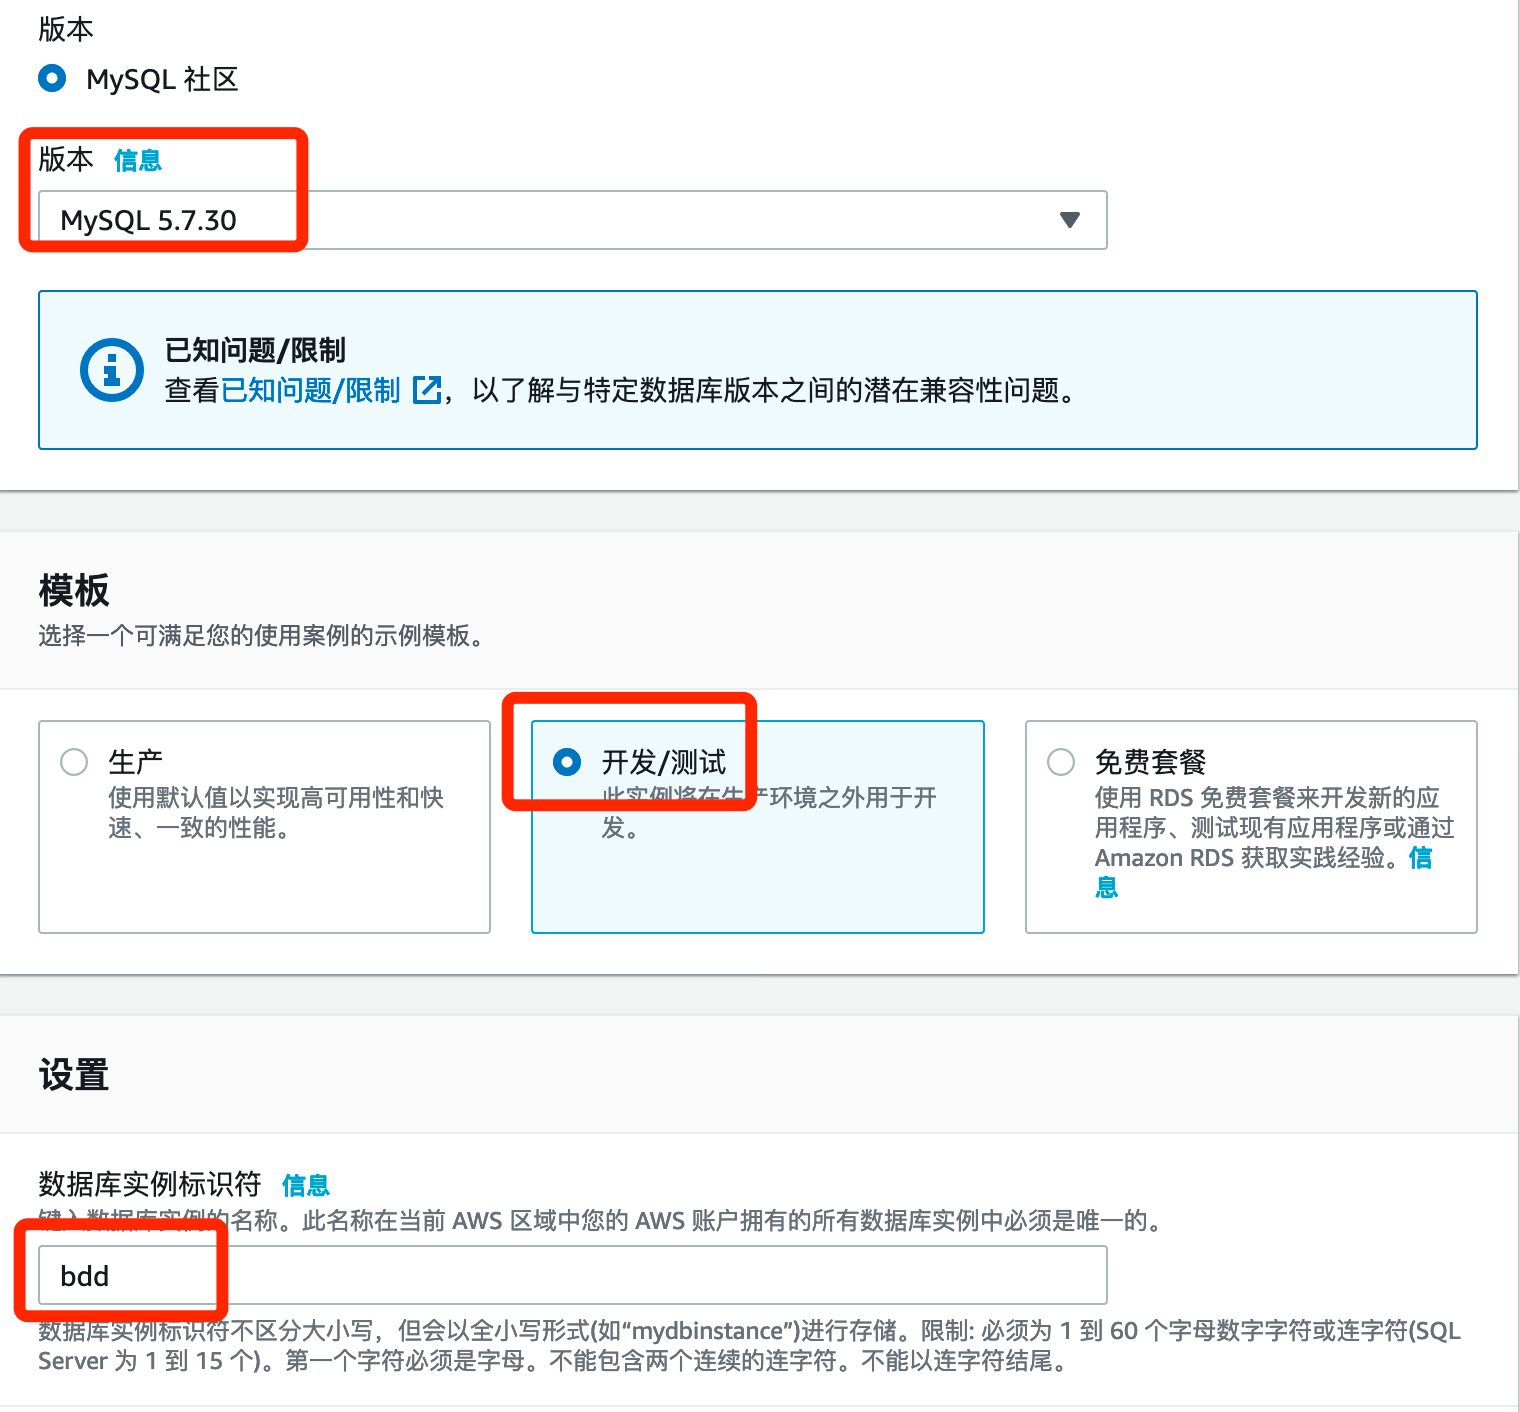 版本
MySQL 社区
版本 信息
MySQL 5.7.30
已知问题/限制
查看已知问题/限制，以了解与特定数据库版本之间的潜在兼容性问题。
模板
选择一个可满足您的使用案例的示例模板。
生产
使用默认值以实现高可用性和快
速、一致的性能。
开发/测试
此实例将在生产环境之外用于开
发。
免费套餐
使用 RDS 免费套餐来开发新的应
用程序、测试现有应用程序或通过
Amazon RDS 获取实践经验。信
息
设置
数据库实例标识符 信息
键入数据库实例的名称。此名称在当前 AWS 区域中您的 AWS 账户拥有的所有数据库实例中必须是唯一的。
bdd
数据库实例标识符不区分大小写，但会以全小写形式(如“mydbinstance”)进行存储。限制: 必须为 1 到 60 个字母数字字符或连字符(SQL
Server 为 1 到 15 个)。第一个字符必须是字母。不能包含两个连续的连字符。不能以连字符结尾。